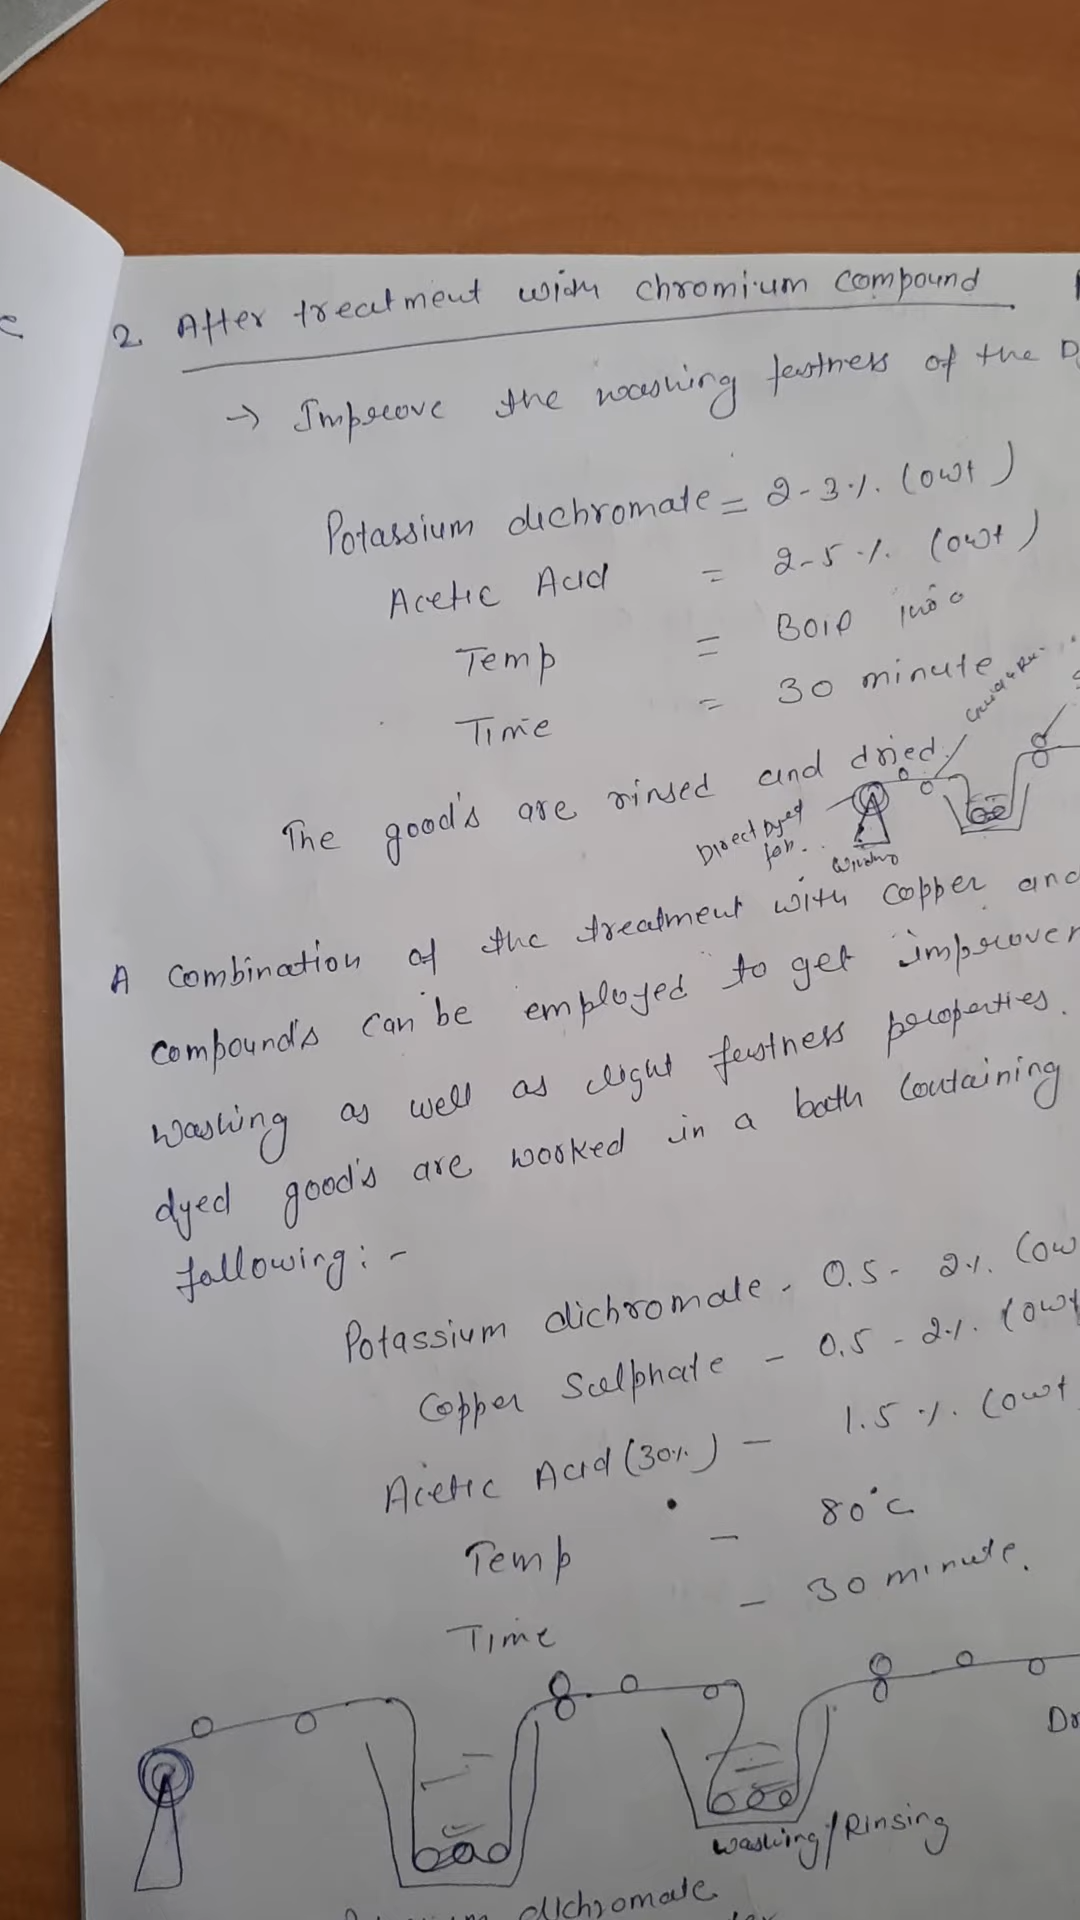 2. After treatment with chromium compound
→ Improve the washing fastness of the D
Potassium dichromate = 2-3 %. (owt)
Acetic Acid = 2-5 %. (owt)
Temp = Boil
Time = 30 minute
The good's are rinsed and dried.
Direct Dyed
A combination of the treatment with copper and
compound's can be employed to get improve
washing as well as light fastness properties.
dyed good's are worked in a bath containing
following: -
Potassium dichromate - 0.5 - 2%. (ow
Copper Sulphate - 0.5 - 2%. (owt
Acetic Acid (30%) - 1.5 %. (owt
Temp - 80°c
Time - 30 minute.
Washing/Rinsing
dichromate